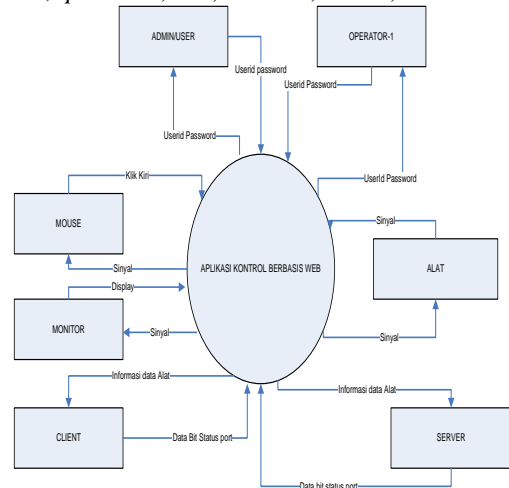 ADMIN/USER
OPERATOR-1
Userid password
Userid Password
Userid Password
UserId Password
Klik Kiri
MOUSE
Sinyal
Sinyal
APLIKASI KONTROL BERBASIS WEB
ALAT
Sinyal
Display
MONITOR
Sinyal
Informasi data Alat
Informasi data Alat
CLIENT
Data Bit Status port
SERVER
Data bit status port